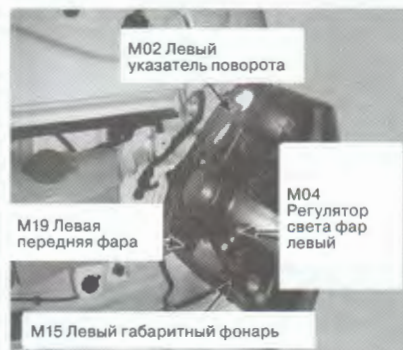 M02 Левый
указатель поворота
M04
Регулятор
света фар
левый
M19 Левая
передняя фара
M15 Левый габаритный фонарь